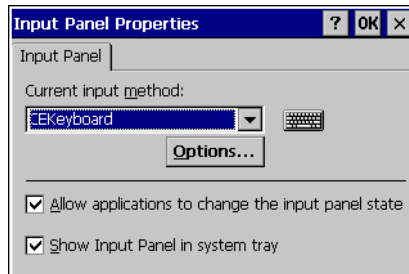 Input Panel Properties ? OK ×
Input Panel
Current input method:
CEKeyboard
Options...
Allow applications to change the input panel state
Show Input Panel in system tray